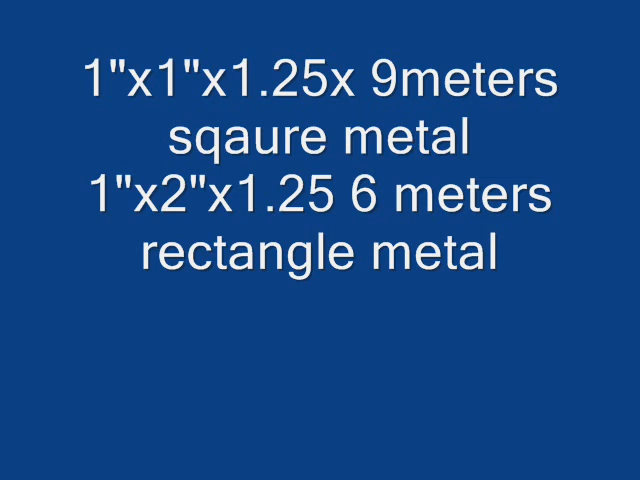 1"x1"x1.25x 9meters
sqaure metal
1"x2"x1.25 6 meters
rectangle metal